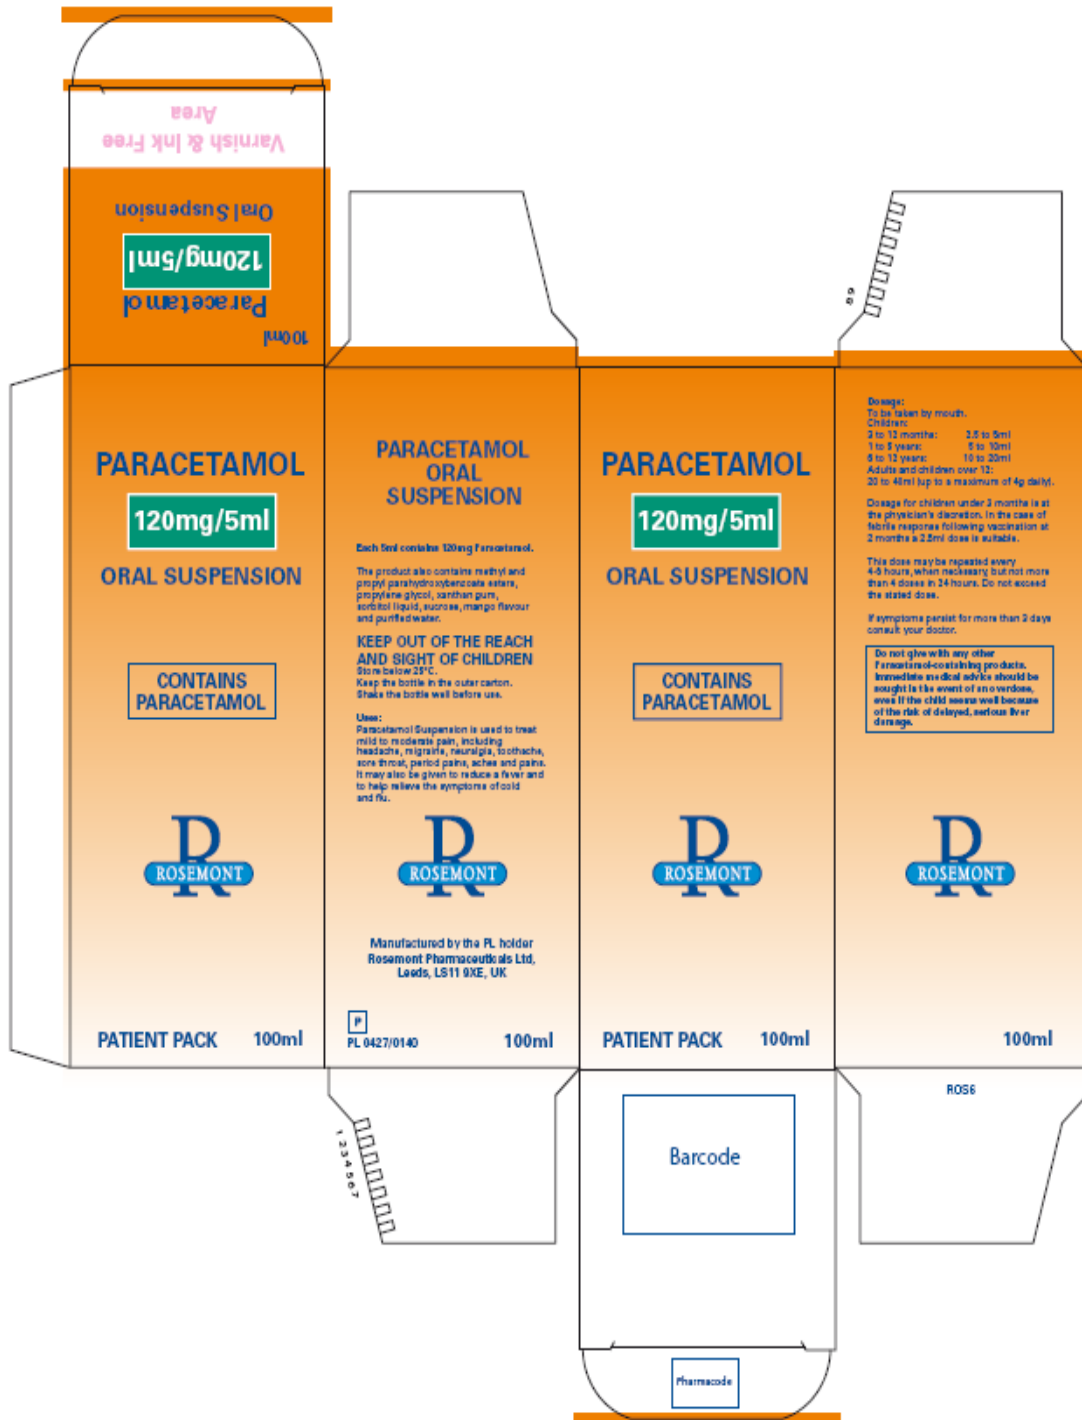 Varnish & Ink Free
Area
Oral Suspension
120mg/5ml
Paracetamol
100ml
PARACETAMOL
120mg/5ml
ORAL SUSPENSION
CONTAINS
PARACETAMOL
R
ROSEMONT
PATIENT PACK 100ml
PARACETAMOL
ORAL
SUSPENSION
Each 5ml contains 120mg Paracetamol.
The product also contains methyl and
propyl parahydroxybenzoate esters,
propylene glycol, xanthan gum,
sorbitol liquid, sucrose, mango flavour
and purified water.
KEEP OUT OF THE REACH
AND SIGHT OF CHILDREN
Store below 25°C.
Keep the bottle in the outer carton.
Shake the bottle well before use.
Uses:
Paracetamol Suspension is used to treat
mild to moderate pain, including
headache, migraine, neuralgia, toothache,
sore throat, period pains, aches and pains.
It may also be given to reduce a fever and
to help relieve the symptoms of cold
and flu.
R
ROSEMONT
Manufactured by the PL holder
Rosemont Pharmaceuticals Ltd,
Leeds, LS11 9XE, UK
P
PL 0427/0140 100ml
1 2 3 4 5 6 7
PARACETAMOL
120mg/5ml
ORAL SUSPENSION
CONTAINS
PARACETAMOL
R
ROSEMONT
PATIENT PACK 100ml
Barcode
Pharmacode
8 9
Dosage:
To be taken by mouth.
Children:
3 to 12 months: 2.5 to 5ml
1 to 5 years: 5 to 10ml
6 to 12 years: 10 to 20ml
Adults and children over 12:
20 to 40ml (up to a maximum of 4g daily).
Dosage for children under 3 months is at
the physician's discretion. In the case of
febrile response following vaccination at
2 months a 2.5ml dose is suitable.
This dose may be repeated every
4-6 hours, when necessary, but not more
than 4 doses in 24 hours. Do not exceed
the stated dose.
If symptoms persist for more than 3 days
consult your doctor.
Do not give with any other
Paracetamol-containing products.
Immediate medical advice should be
sought in the event of an overdose,
even if the child seems well because
of the risk of delayed, serious liver
damage.
R
ROSEMONT
100ml
ROS6